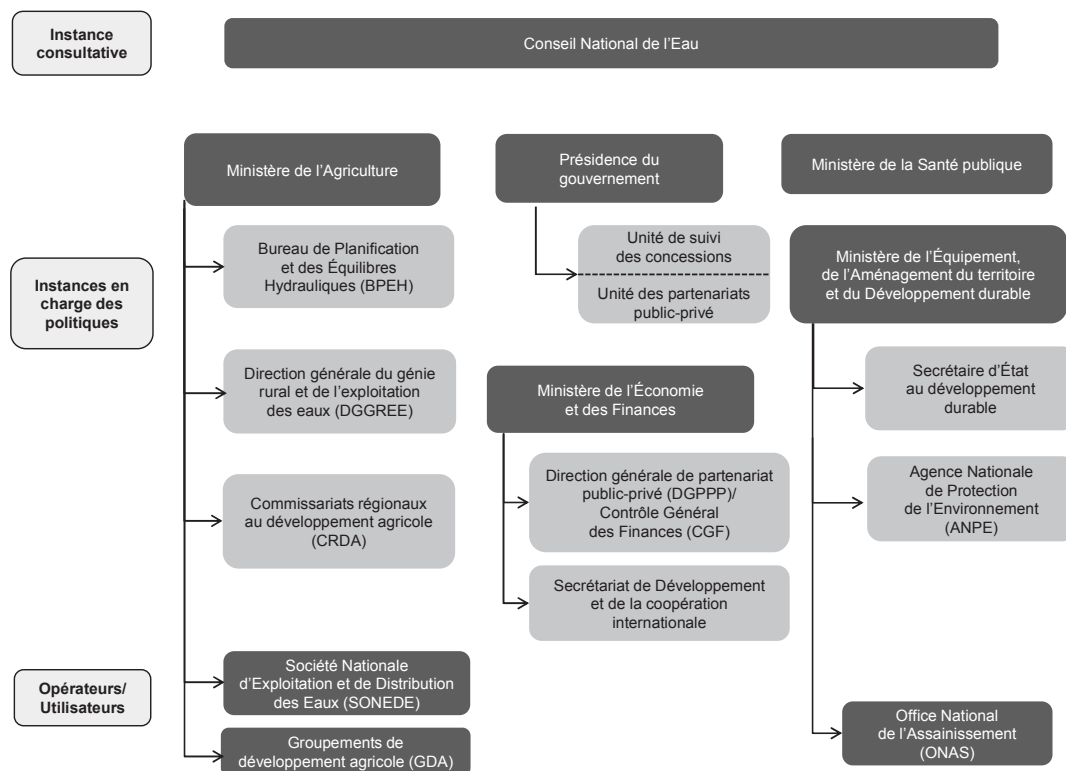 Instance
consultative
Conseil National de l'Eau
Instances en
charge des
politiques
Ministère de l'Agriculture
Bureau de Planification
et des Équilibres
Hydrauliques (BPEH)
Direction générale du génie
rural et de l'exploitation
des eaux (DGGREE)
Commissariats régionaux
au développement agricole
(CRDA)
Présidence du
gouvernement
Unité de suivi
des concessions
Unité des partenariats
public-privé
Ministère de l'Économie
et des Finances
Direction générale de partenariat
public-privé (DGPPP)/
Contrôle Général
des Finances (CGF)
Secrétariat de Développement
et de la coopération
internationale
Ministère de la Santé publique
Ministère de l'Équipement,
de l'Aménagement du territoire
et du Développement durable
Secrétaire d'État
au développement
durable
Agence Nationale
de Protection
de l'Environnement
(ANPE)
Opérateurs/
Utilisateurs
Société Nationale
d'Exploitation et de Distribution
des Eaux (SONEDE)
Groupements de
développement agricole (GDA)
Office National
de l'Assainissement
(ONAS)